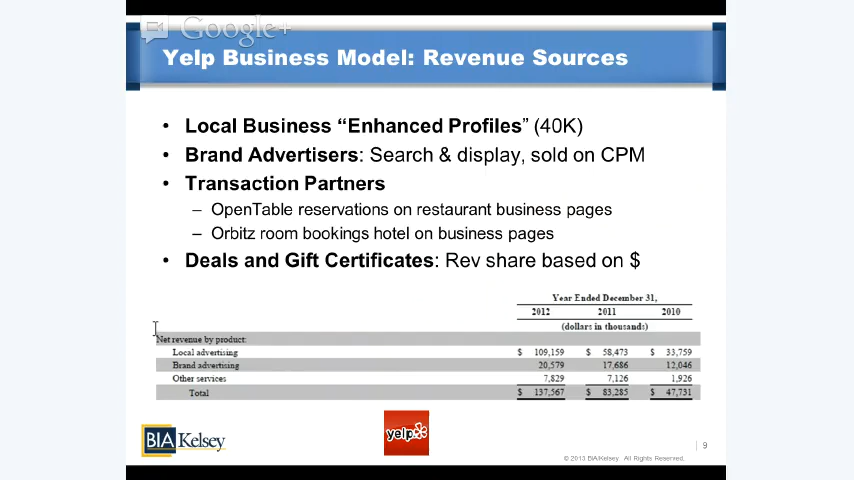 Google+
Yelp Business Model: Revenue Sources
• Local Business “Enhanced Profiles” (40K)
• Brand Advertisers: Search & display, sold on CPM
• Transaction Partners
– OpenTable reservations on restaurant business pages
– Orbitz room bookings hotel on business pages
• Deals and Gift Certificates: Rev share based on $
Year Ended December 31,
2012 2011 2010
(dollars in thousands)
Net revenue by product:
Local advertising $ 109,159 $ 58,473 $ 33,759
Brand advertising 20,579 17,686 12,046
Other services 7,829 7,126 1,926
Total $ 137,567 $ 83,285 $ 47,731
BIA Kelsey
yelp
9
© 2013 BIA/Kelsey. All Rights Reserved.